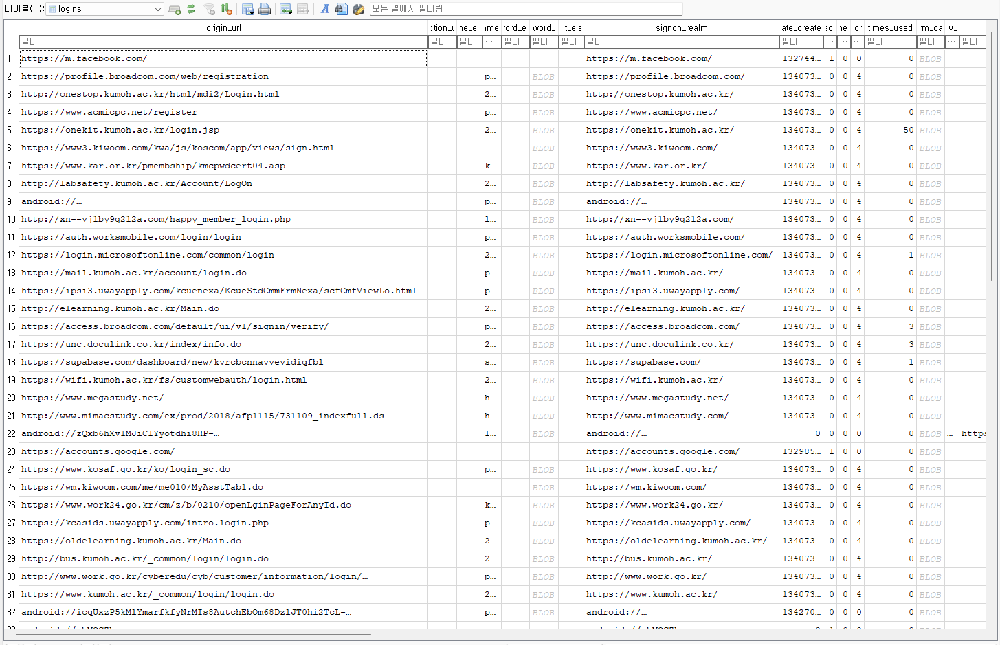 테이블(T): logins 모든 열에서 필터링
origin_url ction_u ne_el ıme ord_e word_ iit_ele signon_realm ate_create ed. ne or times_used rm_da y_
필터 필터 필터 ... 필터 필터 필터 필터 필터 ... ... ... 필터 필터 ... 필터
1 https://m.facebook.com/ https://m.facebook.com/ 132744... 1 0 0 0 BLOB
2 https://profile.broadcom.com/web/registration p... BLOB https://profile.broadcom.com/ 134073... 0 0 4 0 BLOB
3 http://onestop.kumoh.ac.kr/html/mdi2/Login.html 2... BLOB http://onestop.kumoh.ac.kr/ 134073... 0 0 4 0 BLOB
4 https://www.acmicpc.net/register p... BLOB https://www.acmicpc.net/ 134073... 0 0 4 0 BLOB
5 https://onekit.kumoh.ac.kr/login.jsp 2... BLOB https://onekit.kumoh.ac.kr/ 134073... 0 0 4 50 BLOB
6 https://www3.kiwoom.com/kwa/js/koscom/app/views/sign.html BLOB https://www3.kiwoom.com/ 134073... 0 0 4 0 BLOB
7 https://www.kar.or.kr/pmembship/kmcpwdcert04.asp k... BLOB https://www.kar.or.kr/ 134073... 0 0 4 0 BLOB
8 http://labsafety.kumoh.ac.kr/Account/LogOn 2... BLOB http://labsafety.kumoh.ac.kr/ 134073... 0 0 4 0 BLOB
9 android://… p... BLOB android://… 134073... 0 0 4 0 BLOB
10 http://xn--vj1by9g212a.com/happy_member_login.php l... BLOB http://xn--vj1by9g212a.com/ 134073... 0 0 4 0 BLOB
11 https://auth.worksmobile.com/login/login p... BLOB https://auth.worksmobile.com/ 134073... 0 0 4 0 BLOB
12 https://login.microsoftonline.com/common/login 2... BLOB https://login.microsoftonline.com/ 134073... 0 0 4 1 BLOB
13 https://mail.kumoh.ac.kr/account/login.do p... BLOB https://mail.kumoh.ac.kr/ 134073... 0 0 4 0 BLOB
14 https://ipsi3.uwayapply.com/kcuenexa/KcueStdCmmFrmNexa/scfCmfViewLo.html p... BLOB https://ipsi3.uwayapply.com/ 134073... 0 0 4 0 BLOB
15 http://elearning.kumoh.ac.kr/Main.do 2... BLOB http://elearning.kumoh.ac.kr/ 134073... 0 0 4 0 BLOB
16 https://access.broadcom.com/default/ui/v1/signin/verify/ p... BLOB https://access.broadcom.com/ 134073... 0 0 4 3 BLOB
17 https://unc.doculink.co.kr/index/info.do 2... BLOB https://unc.doculink.co.kr/ 134073... 0 0 4 3 BLOB
18 https://supabase.com/dashboard/new/kvrcbcnnavvevidiqfbl s... BLOB https://supabase.com/ 134073... 0 0 4 1 BLOB
19 https://wifi.kumoh.ac.kr/fs/customwebauth/login.html 2... BLOB https://wifi.kumoh.ac.kr/ 134073... 0 0 4 0 BLOB
20 https://www.megastudy.net/ h... BLOB https://www.megastudy.net/ 134073... 0 0 4 0 BLOB
21 http://www.mimacstudy.com/ex/prod/2018/afp1115/731109_indexfull.ds h... BLOB http://www.mimacstudy.com/ 134073... 0 0 4 0 BLOB
22 android://zQxb6hXv1MJiC1Yyotdhi8HP-… l... BLOB android://… 0 0 0 0 0 BLOB ... https:
23 https://accounts.google.com/ https://accounts.google.com/ 132985... 1 0 0 0 BLOB
24 https://www.kosaf.go.kr/ko/login_sc.do p... BLOB https://www.kosaf.go.kr/ 134073... 0 0 4 0 BLOB
25 https://wm.kiwoom.com/me/me010/MyAsstTab1.do BLOB https://wm.kiwoom.com/ 134073... 0 0 4 0 BLOB
26 https://www.work24.go.kr/cm/z/b/0210/openLginPageForAnyId.do k... BLOB https://www.work24.go.kr/ 134073... 0 0 4 0 BLOB
27 https://kcasids.uwayapply.com/intro.login.php p... BLOB https://kcasids.uwayapply.com/ 134073... 0 0 4 0 BLOB
28 https://oldelearning.kumoh.ac.kr/Main.do 2... BLOB https://oldelearning.kumoh.ac.kr/ 134073... 0 0 4 0 BLOB
29 http://bus.kumoh.ac.kr/_common/login/login.do 2... BLOB http://bus.kumoh.ac.kr/ 134073... 0 0 4 0 BLOB
30 http://www.work.go.kr/cyberedu/cyb/customer/information/login/… p... BLOB http://www.work.go.kr/ 134073... 0 0 4 0 BLOB
31 https://www.kumoh.ac.kr/_common/login/login.do 2... BLOB https://www.kumoh.ac.kr/ 134073... 0 0 4 0 BLOB
32 android://icqUxzP5kMlYmarfkfyNrMIs8AutchEbOm68DzlJT0hi2TcL-… p... BLOB android://… 134270... 0 0 0 0 BLOB